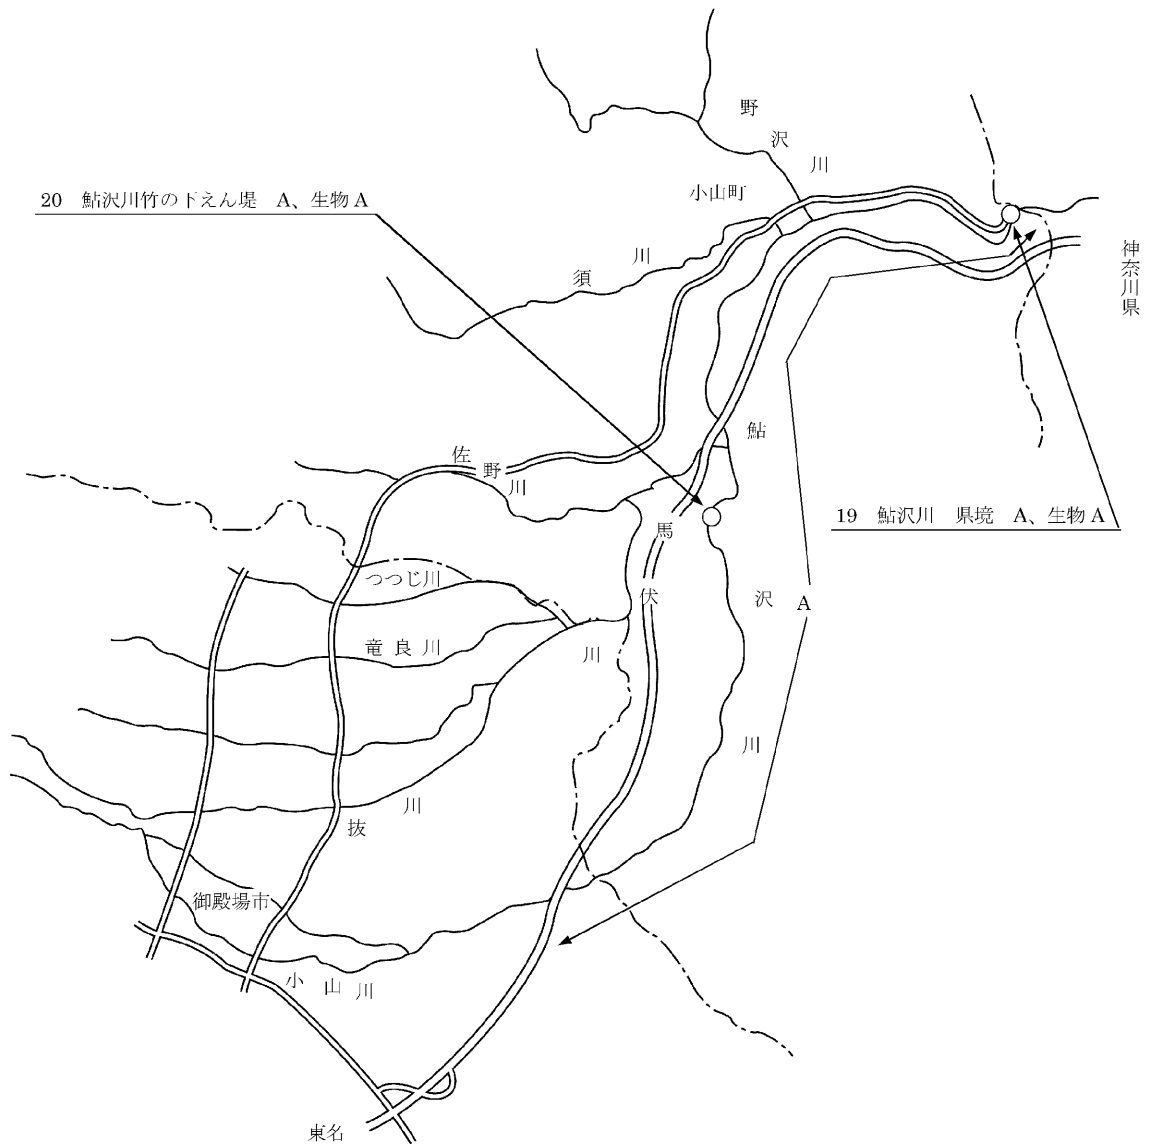 野沢川
小山町
20 鮎沢川竹の下えん堤 A、生物A
須川
神奈川県
鮎沢川
佐野川
19 鮎沢川 県境 A、生物A
馬伏川
つつじ川
A
竜良川
抜川
御殿場市
小山川
東名